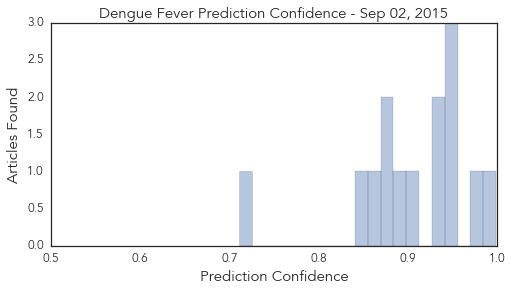 Dengue Fever Prediction Confidence - Sep 02, 2015
3.0
2.5
2.0
1.5
1.0
0.5
0.0
Articles Found
0.5 0.6 0.7 0.8 0.9 1.0
Prediction Confidence